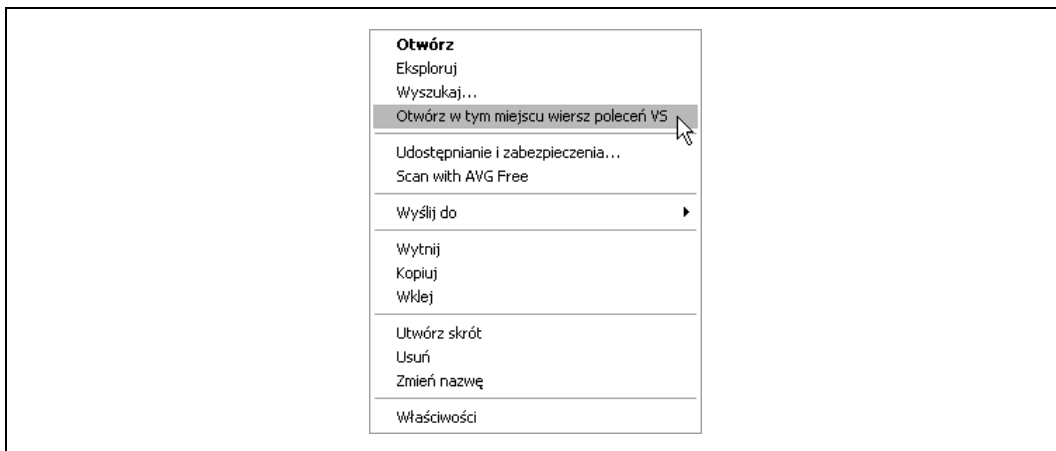 Otwórz
Eksploruj
Wyszukaj...
Otwórz w tym miejscu wiersz poleceń VS
Udostępnianie i zabezpieczenia...
Scan with AVG Free
Wyślij do
Wytnij
Kopiuj
Wklej
Utwórz skrót
Usuń
Zmień nazwę
Właściwości